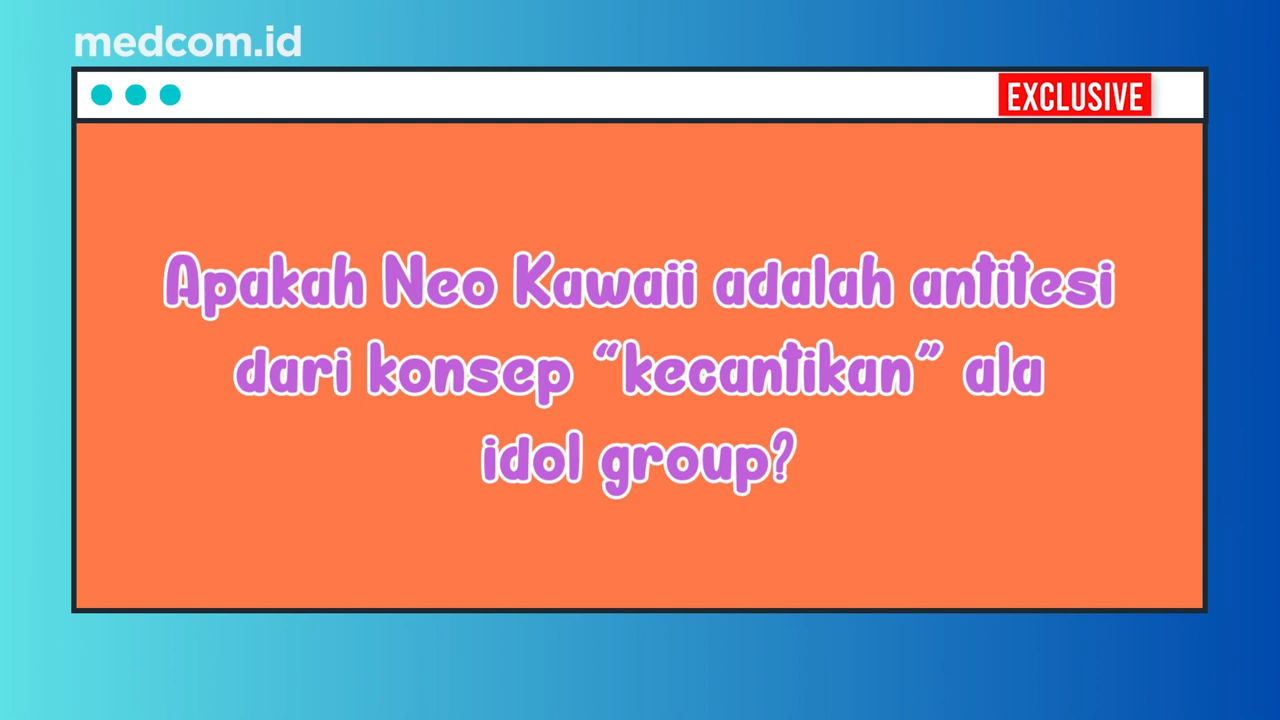 medcom.id
EXCLUSIVE
Apakah Neo Kawaii adalah antitesi
dari konsep “kecantikan” ala
idol group?